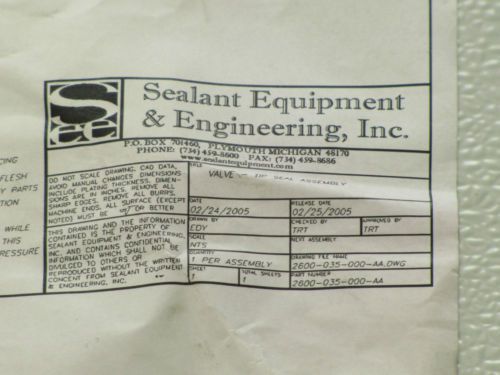 See
Sealant Equipment
& Engineering, Inc.
P.O. BOX 701460, PLYMOUTH MICHIGAN 48170
PHONE: (734) 459-8600 FAX: (734) 459-8686
www.sealantequipment.com
CING
FLESH
Y PARTS
TION
WHILE
THIS
RESSURE
DO NOT SCALE DRAWING, CAD DATA,
AVOID MANUAL CHANGES DIMENSIONS
INCLUDE PLATING THICKNESS, DIMEN-
SIONS ARE IN INCHES. REMOVE ALL
SHARP EDGES, REMOVE ALL BURRS,
MACHINE ENDS, ALL SURFACE (EXCEPT
NOTED) MUST BE OR BETTER
THIS DRAWING AND THE INFORMATION
CONTAINED IS THE PROPERTY OF
SEALANT EQUIPMENT & ENGINEERING,
INC. AND CONTAINS CONFIDENTIAL
INFORMATION WHICH SHALL NOT BE
DIVULGED TO OTHERS OR
REPRODUCED WITHOUT THE WRITTEN
CONCENT FROM SEALANT EQUIPMENT
& ENGINEERING, INC.
TITLE
VALVE TIP SEAL ASSEMBLY
DATE
02/24/2005
RELEASE DATE
02/25/2005
DRAWN BY
EDY
CHECKED BY
TRT
APPROVED BY
TRT
SCALE
NTS
NEXT ASSEMBLY
QUANTITY
1 PER ASSEMBLY
DRAWING FILE NAME
2600-035-000-AA.DWG
SHEET
1
TOTAL SHEETS
1
PART NUMBER
2600-035-000-AA